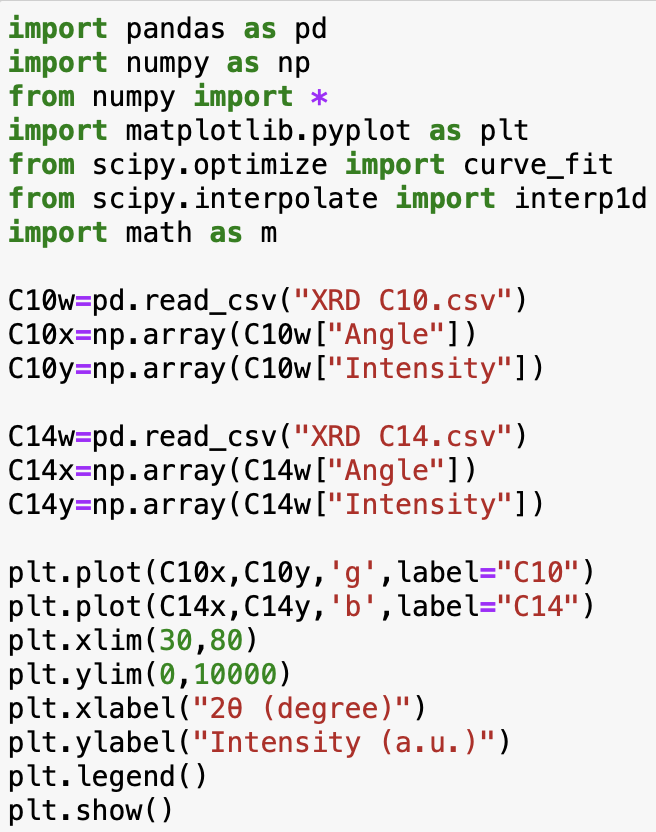 import pandas as pd
import numpy as np
from numpy import *
import matplotlib.pyplot as plt
from scipy.optimize import curve_fit
from scipy.interpolate import interp1d
import math as m
C10w=pd.read_csv("XRD C10.csv")
C10x=np.array(C10w["Angle"])
C10y=np.array(C10w["Intensity"])
C14w=pd.read_csv("XRD C14.csv")
C14x=np.array(C14w["Angle"])
C14y=np.array(C14w["Intensity"])
plt.plot(C10x,C10y,'g',label="C10")
plt.plot(C14x,C14y,'b',label="C14")
plt.xlim(30,80)
plt.ylim(0,10000)
plt.xlabel("2θ (degree)")
plt.ylabel("Intensity (a.u.)")
plt.legend()
plt.show()